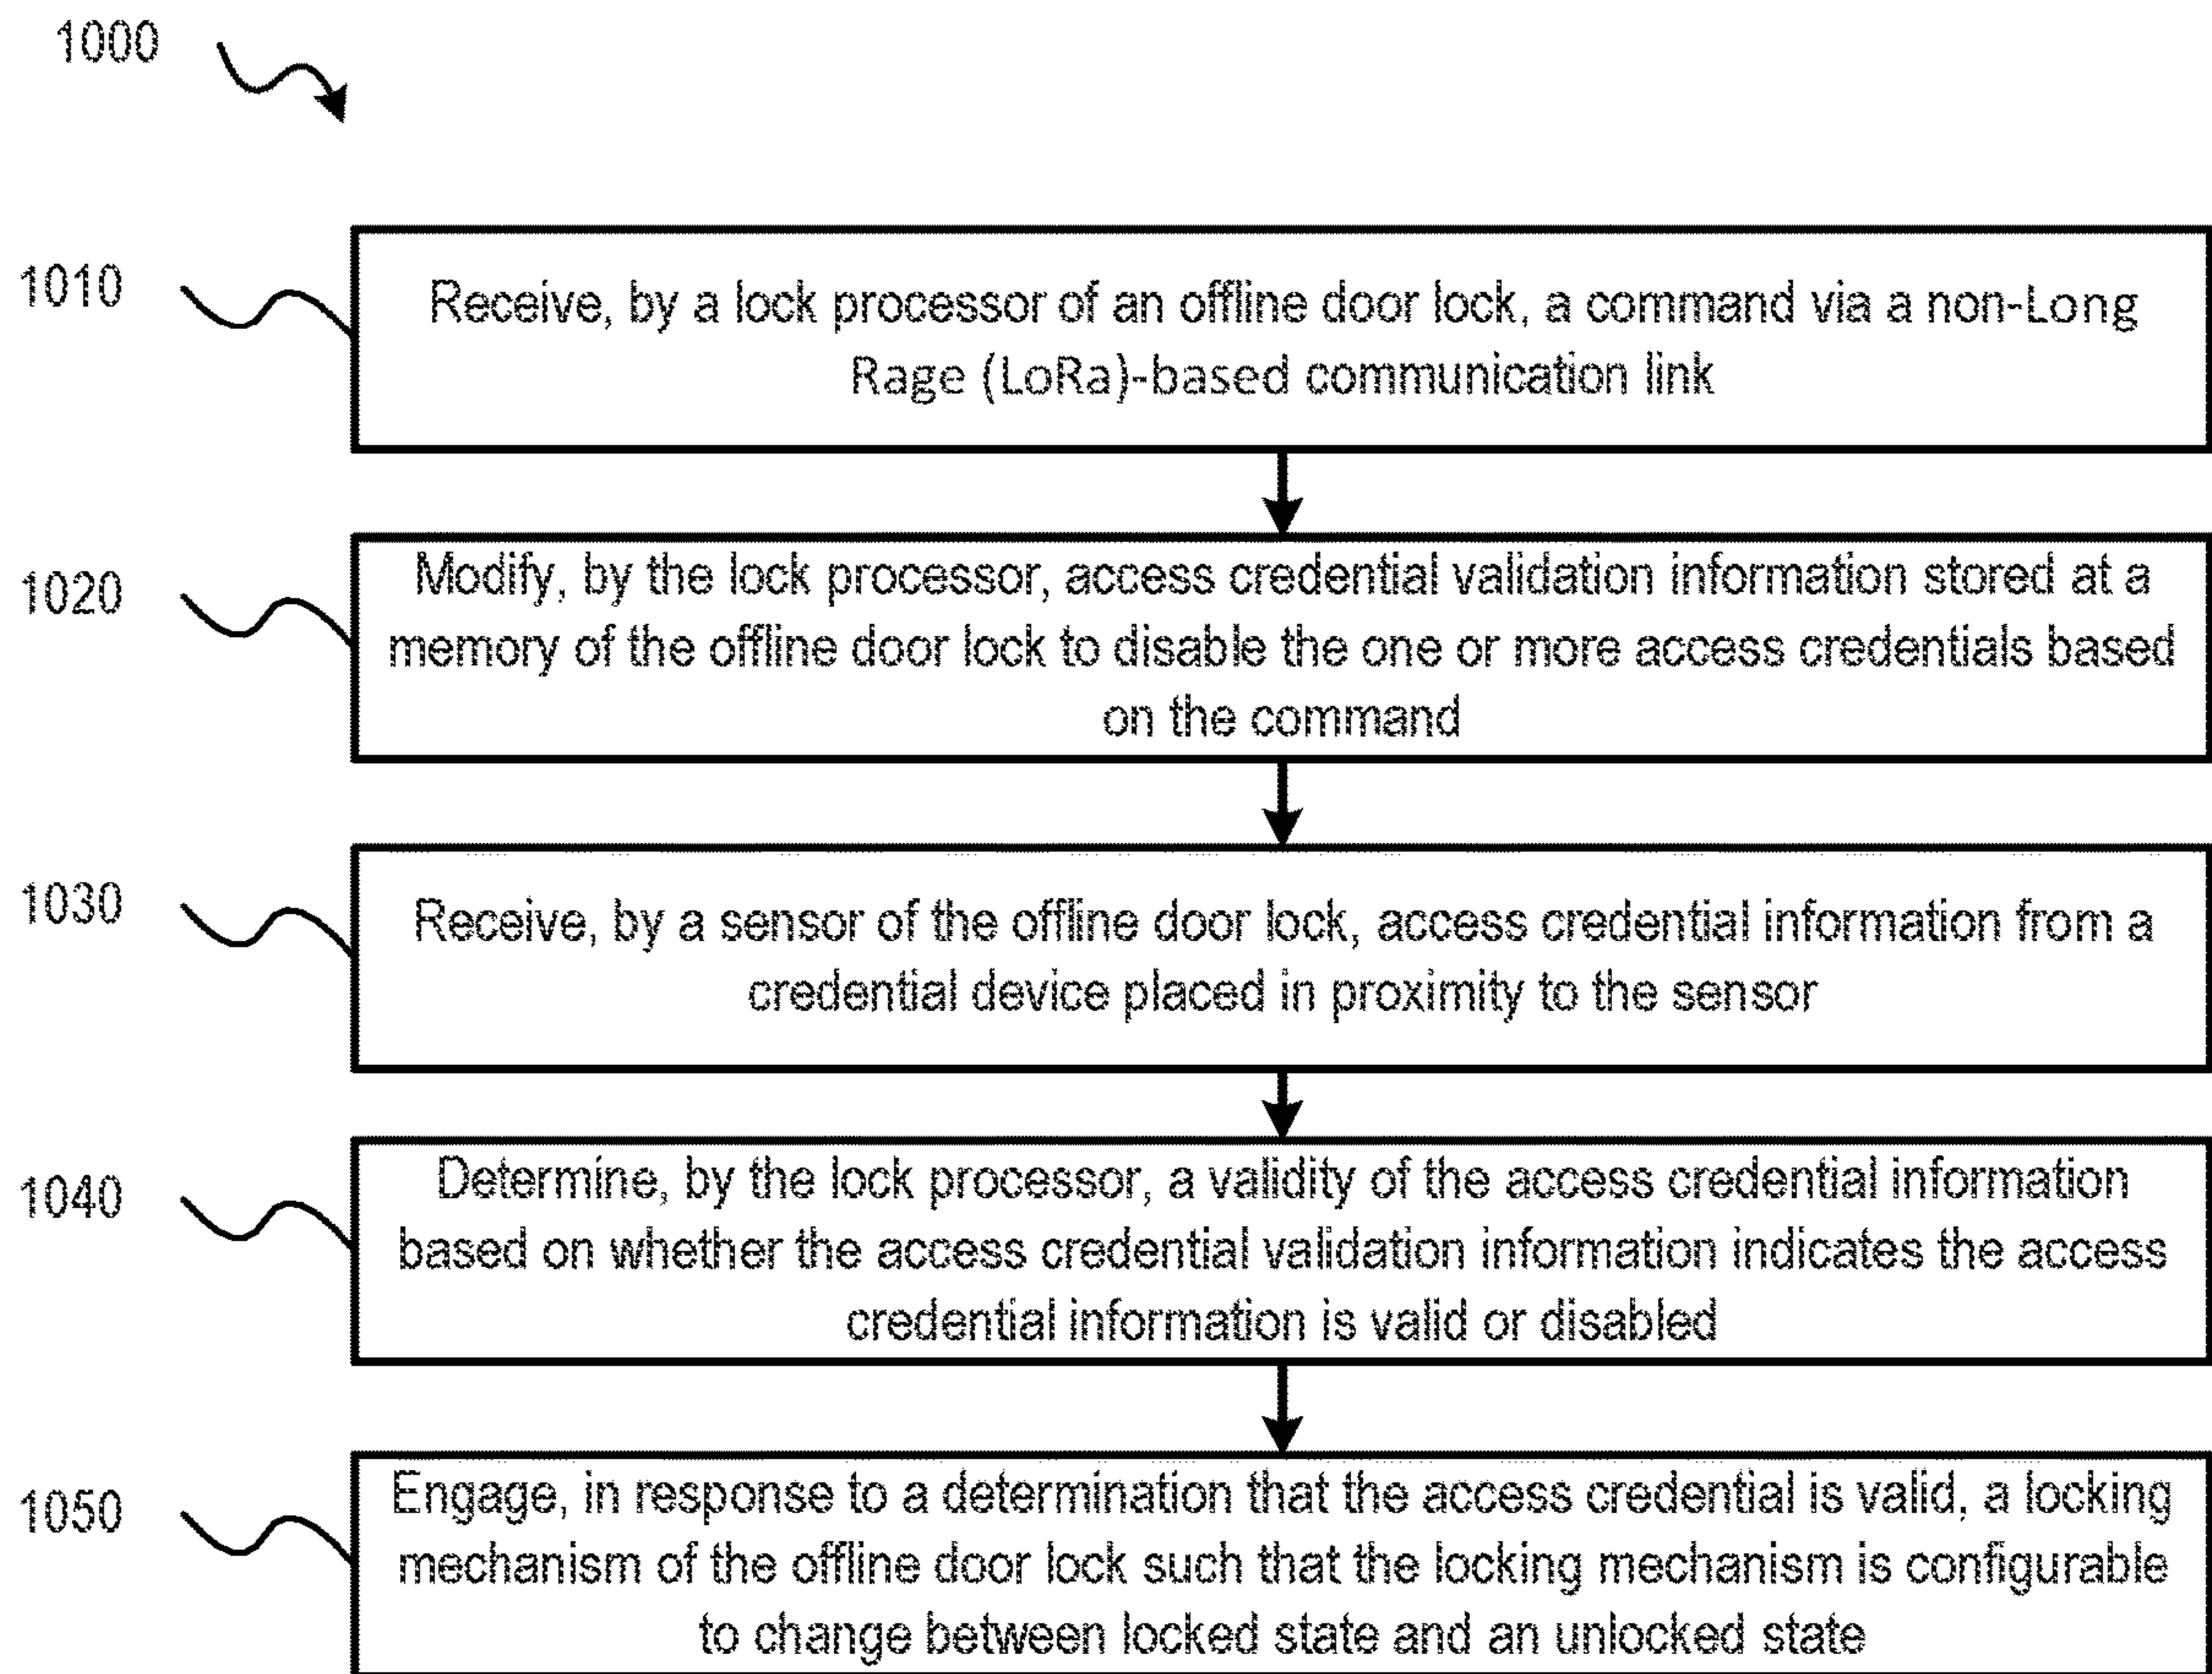 1000
1010
Receive, by a lock processor of an offline door lock, a command via a non-Long
Rage (LoRa)-based communication link
1020
Modify, by the lock processor, access credential validation information stored at a
memory of the offline door lock to disable the one or more access credentials based
on the command
1030
Receive, by a sensor of the offline door lock, access credential information from a
credential device placed in proximity to the sensor
1040
Determine, by the lock processor, a validity of the access credential information
based on whether the access credential validation information indicates the access
credential information is valid or disabled
1050
Engage, in response to a determination that the access credential is valid, a locking
mechanism of the offline door lock such that the locking mechanism is configurable
to change between locked state and an unlocked state